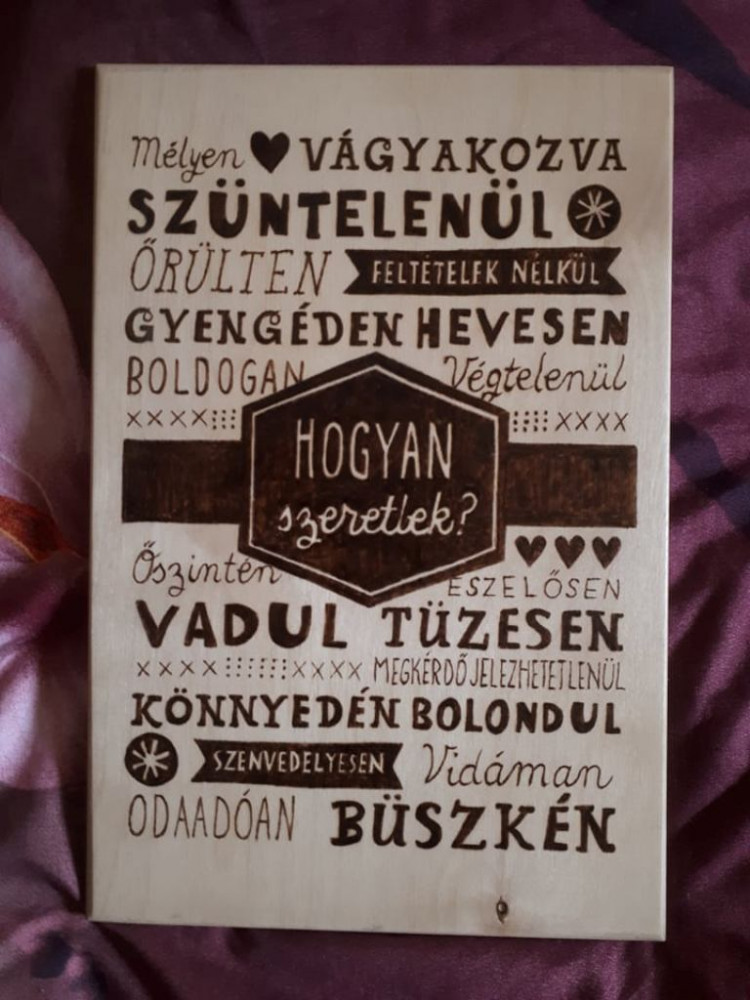 Mélyen VÁGYAKOZVA
SZÜNTELENÜL
ŐRÜLTEN FELTÉTELEK NÉLKÜL
GYENGÉDEN HEVESEN
BOLDOGAN Végtelenül
HOGYAN
szeretlek?
Őszintén
ESZELŐSEN
VADUL TÜZESEN
MEGKÉRDŐJELEZHETETLENÜL
KÖNNYEDÉN BOLONDUL
SZENVEDÉLYESEN Vidáman
ODAADÓAN BÜSZKÉN